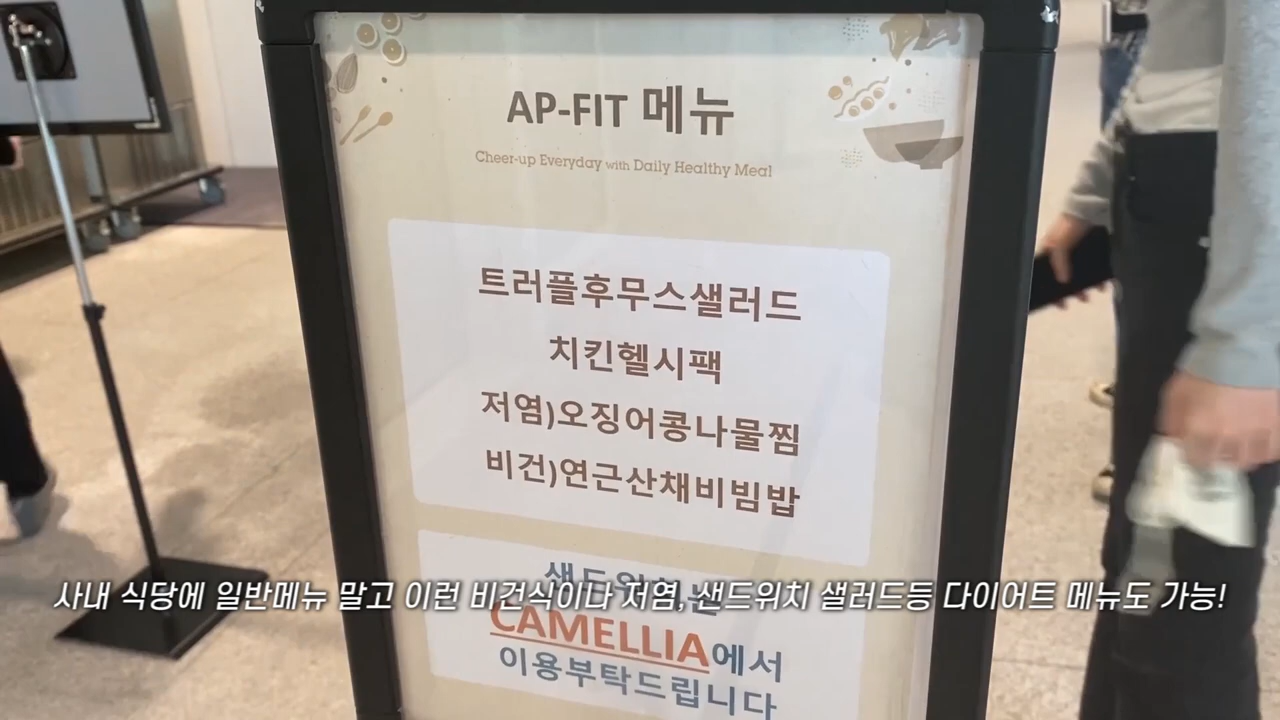 AP-FIT 메뉴
Cheer-up Everyday with Daily Healthy Meal
트러플후무스샐러드
치킨헬시팩
저염)오징어콩나물찜
비건)연근산채비빔밥
사내 식당에 일반메뉴 말고 이런 비건식이나 저염, 샌드위치 샐러드등 다이어트 메뉴도 가능!
CAMELLIA에서
이용부탁드립니다